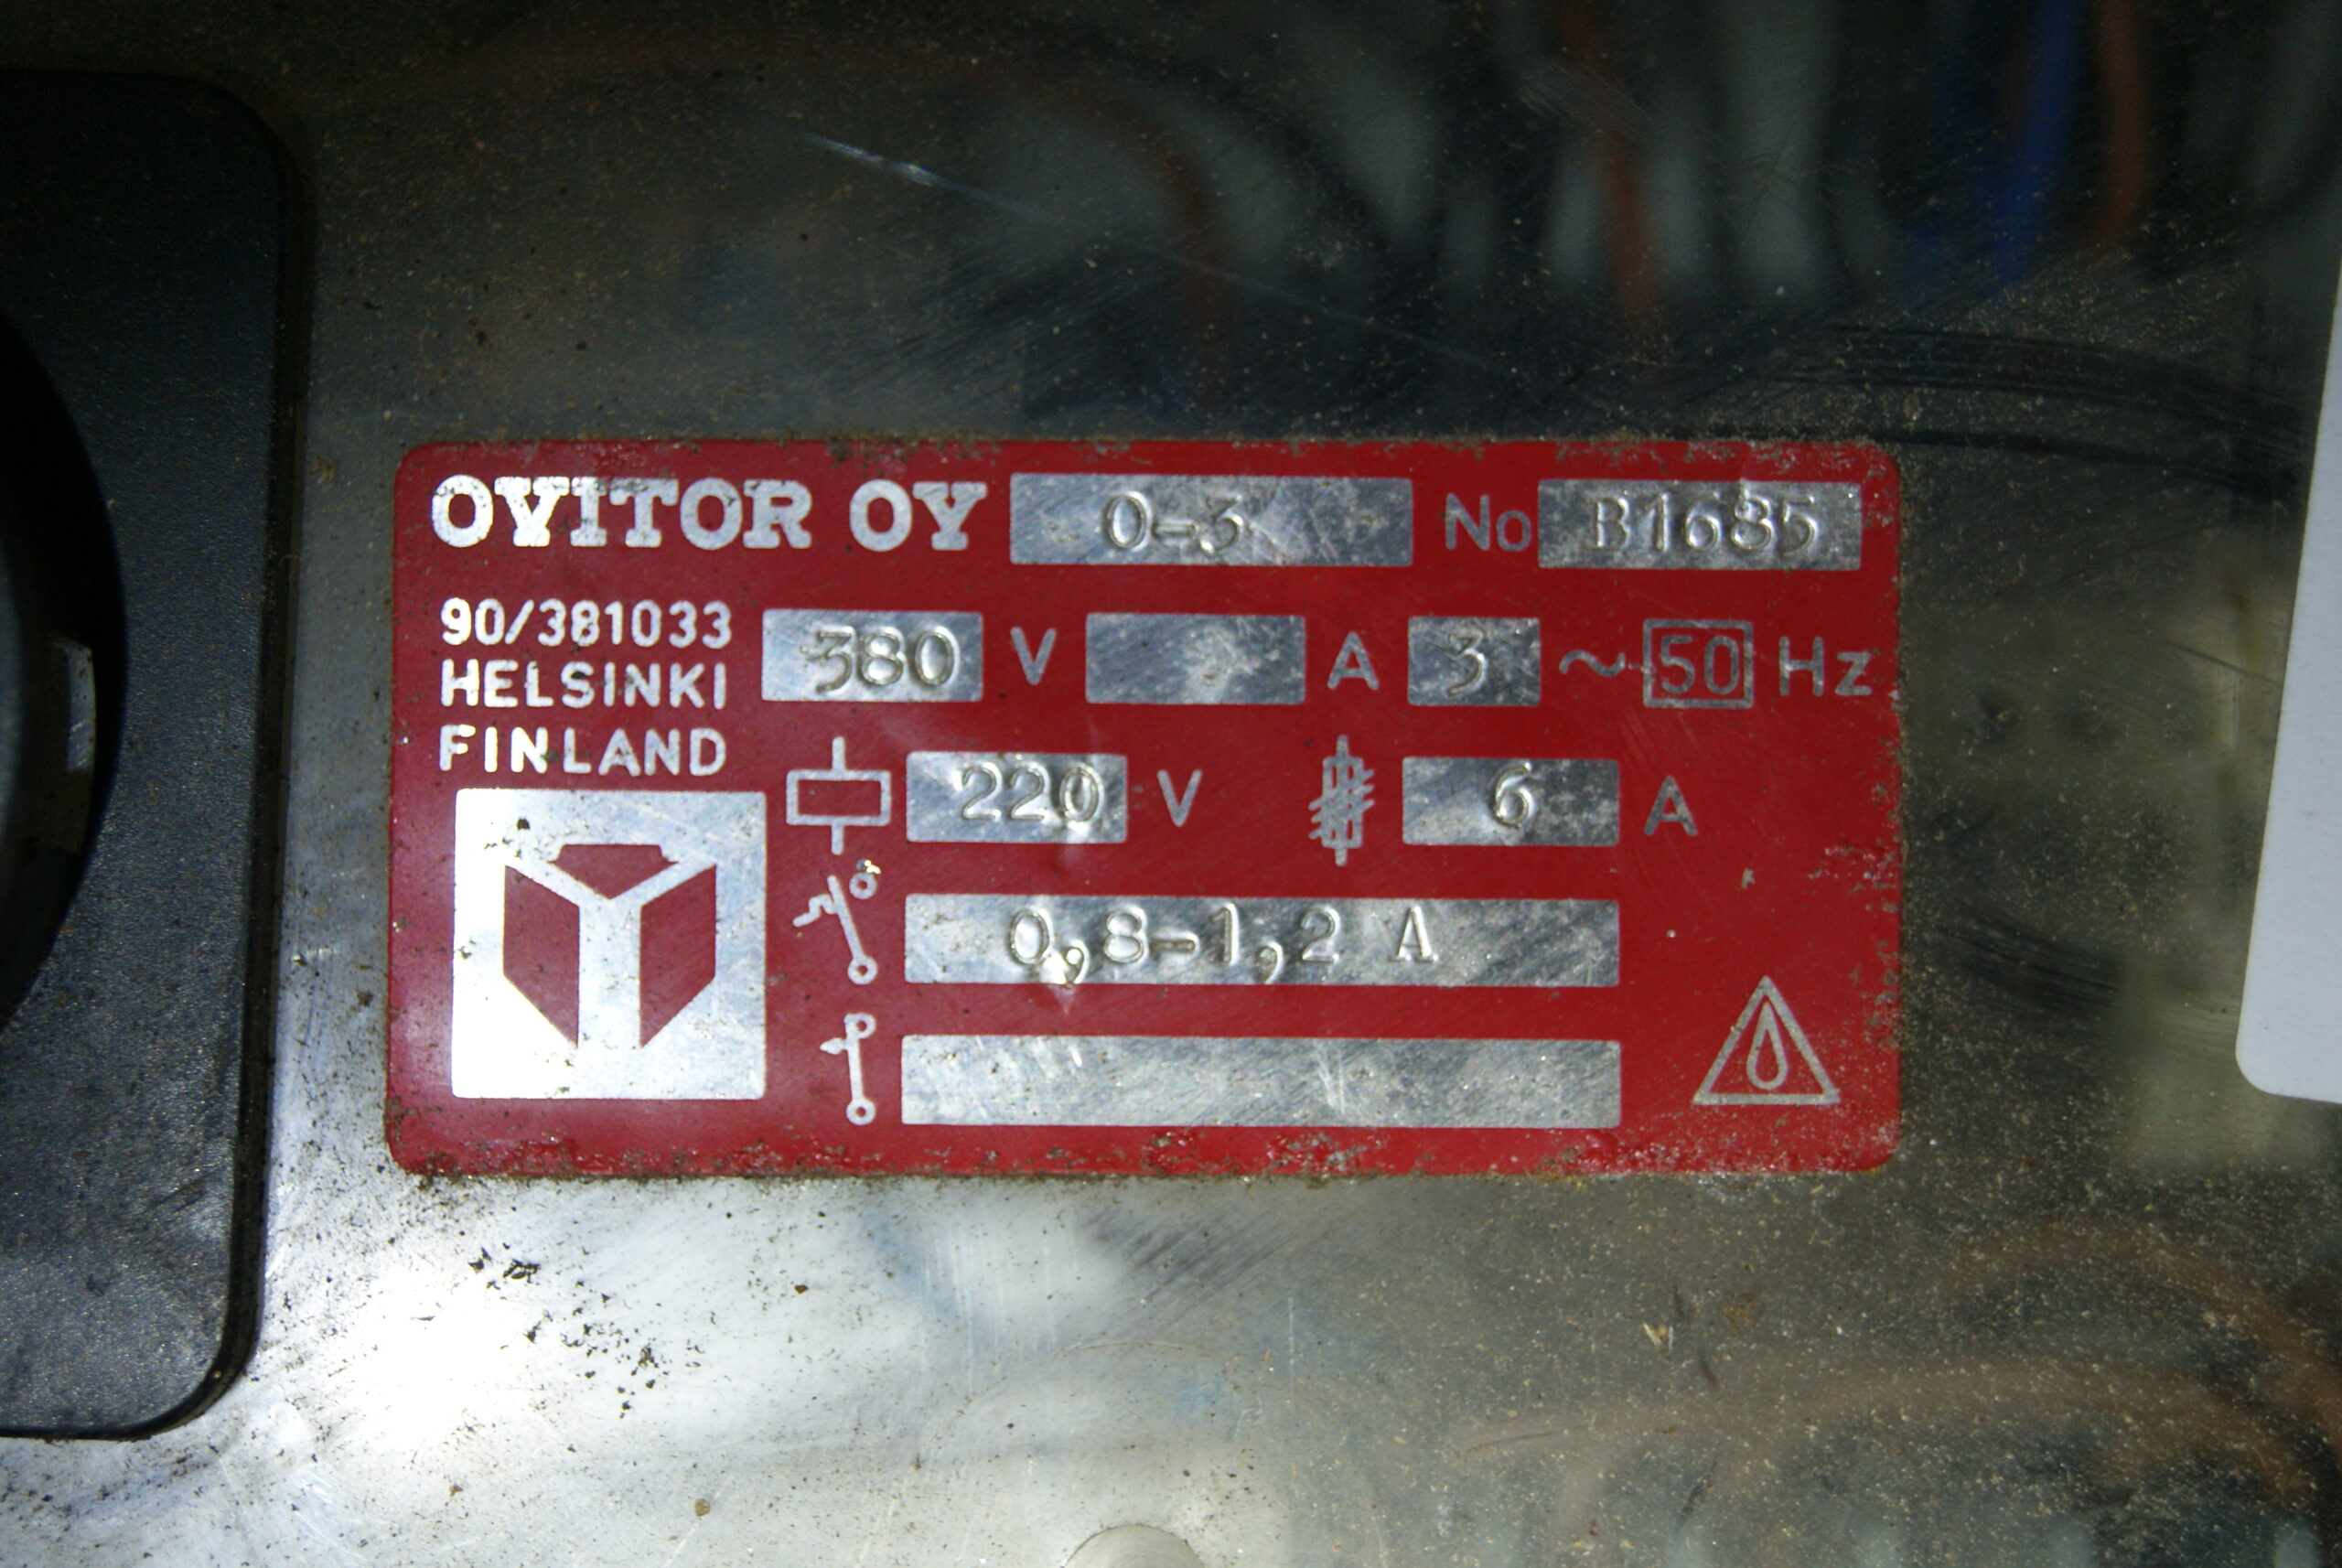 OVITOR OY 0-3 No B1685
90/381033
HELSINKI
FINLAND
380 V A 3 ~ 50 Hz
220 V 6 A
0,8-1,2 A